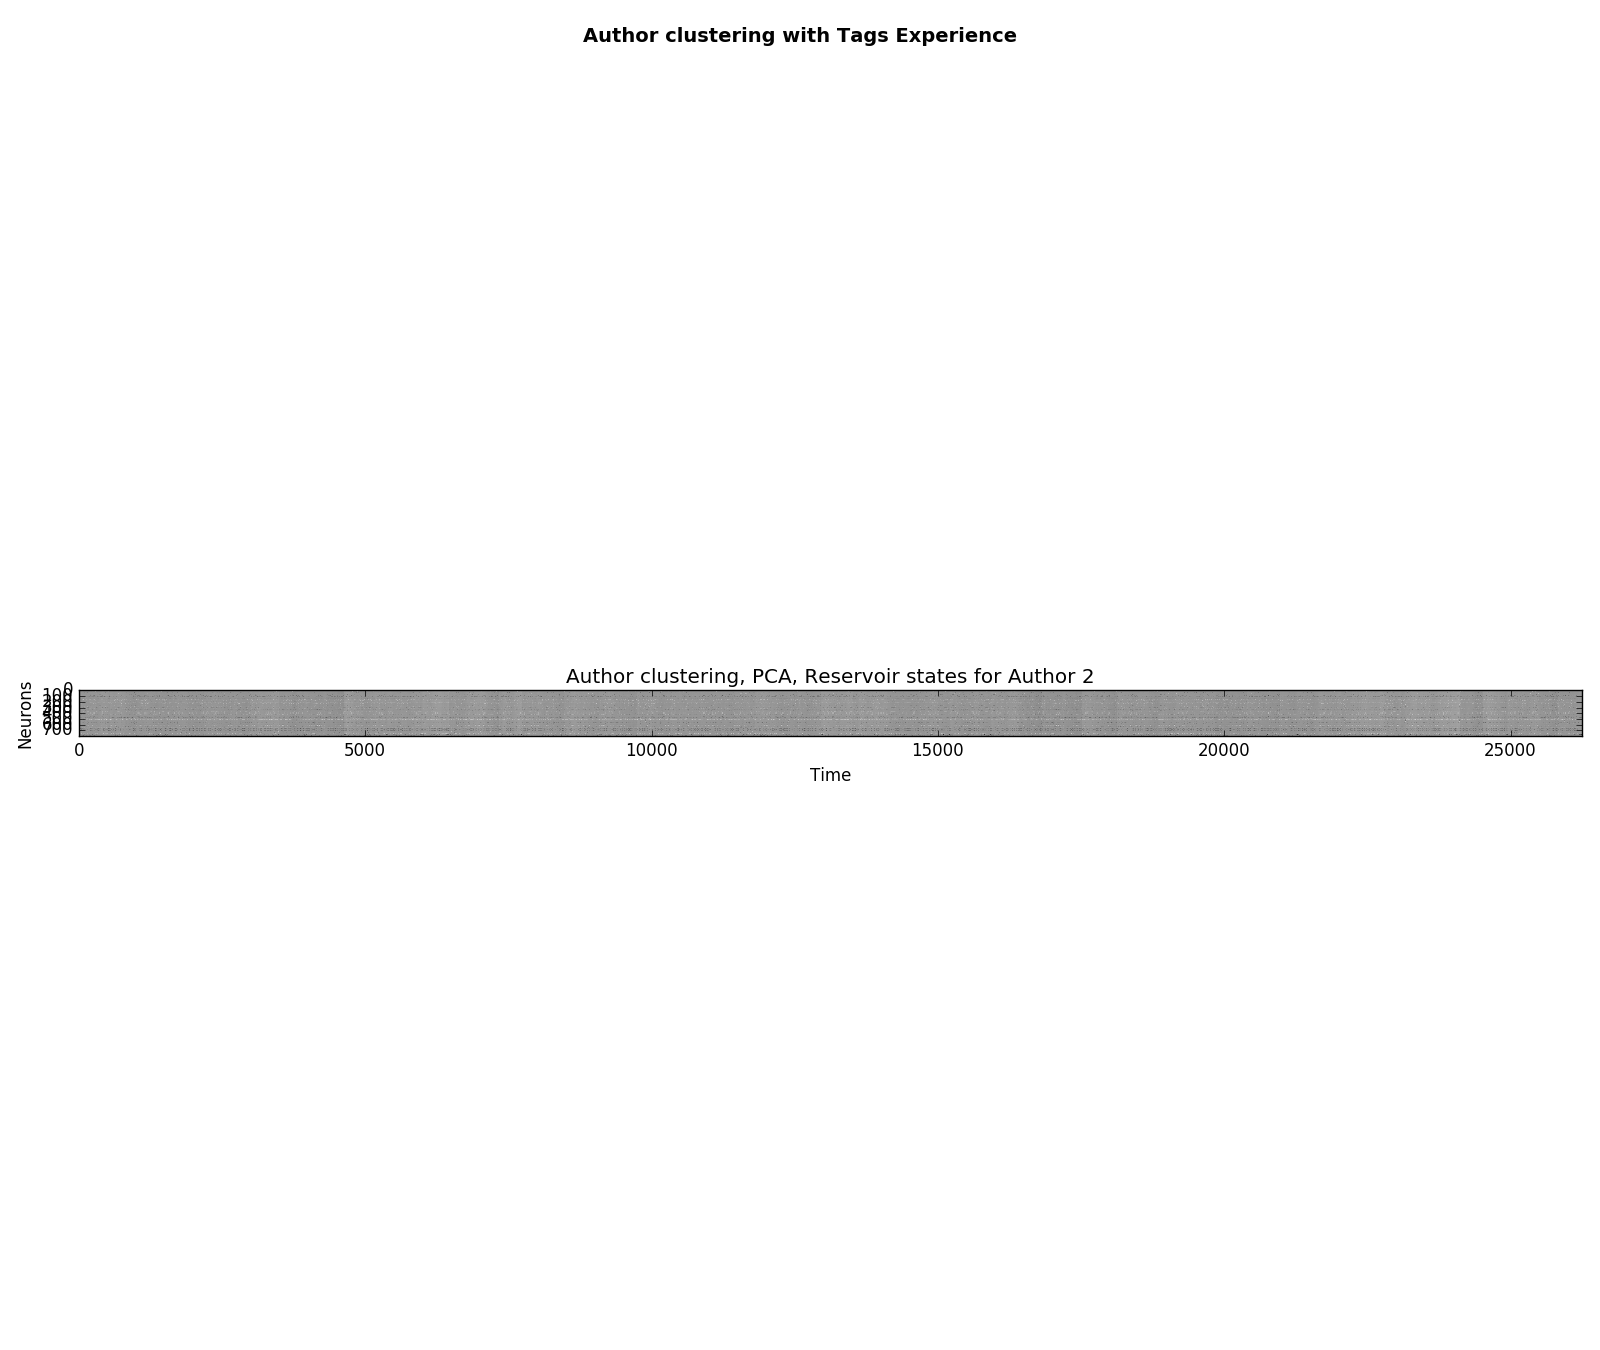 Author clustering with Tags Experience
Author clustering, PCA, Reservoir states for Author 2
Neurons
0
100
700
0 5000 10000 15000 20000 25000
Time